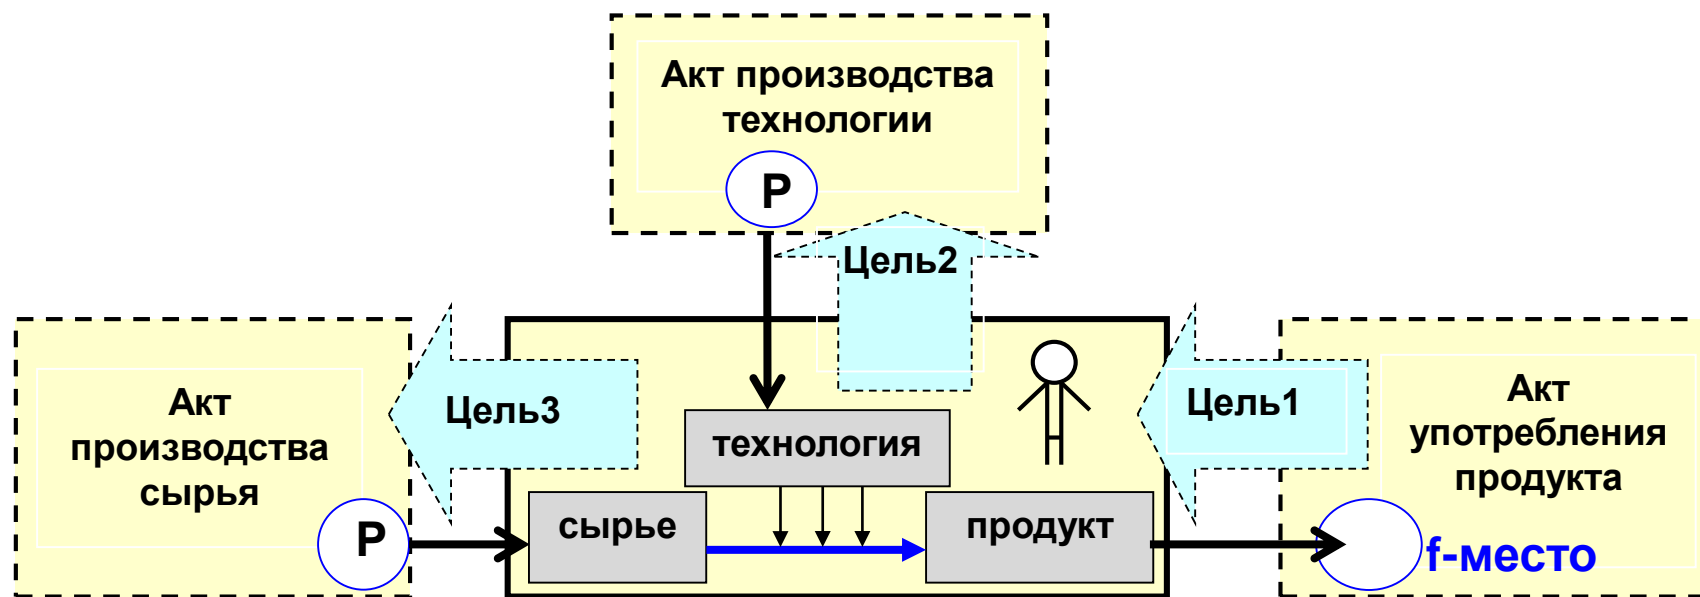 Акт производства
технологии
Р
Цель2
Акт
производства
сырья
Р
Цель3
технология
сырье
продукт
Цель1
Акт
употребления
продукта
f-место